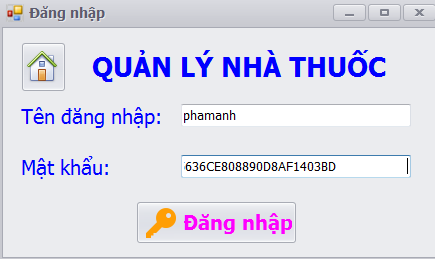 Đăng nhập
QUẢN LÝ NHÀ THUỐC
Tên đăng nhập: phamanh
Mật khẩu: 636CE808890D8AF1403BD
Đăng nhập